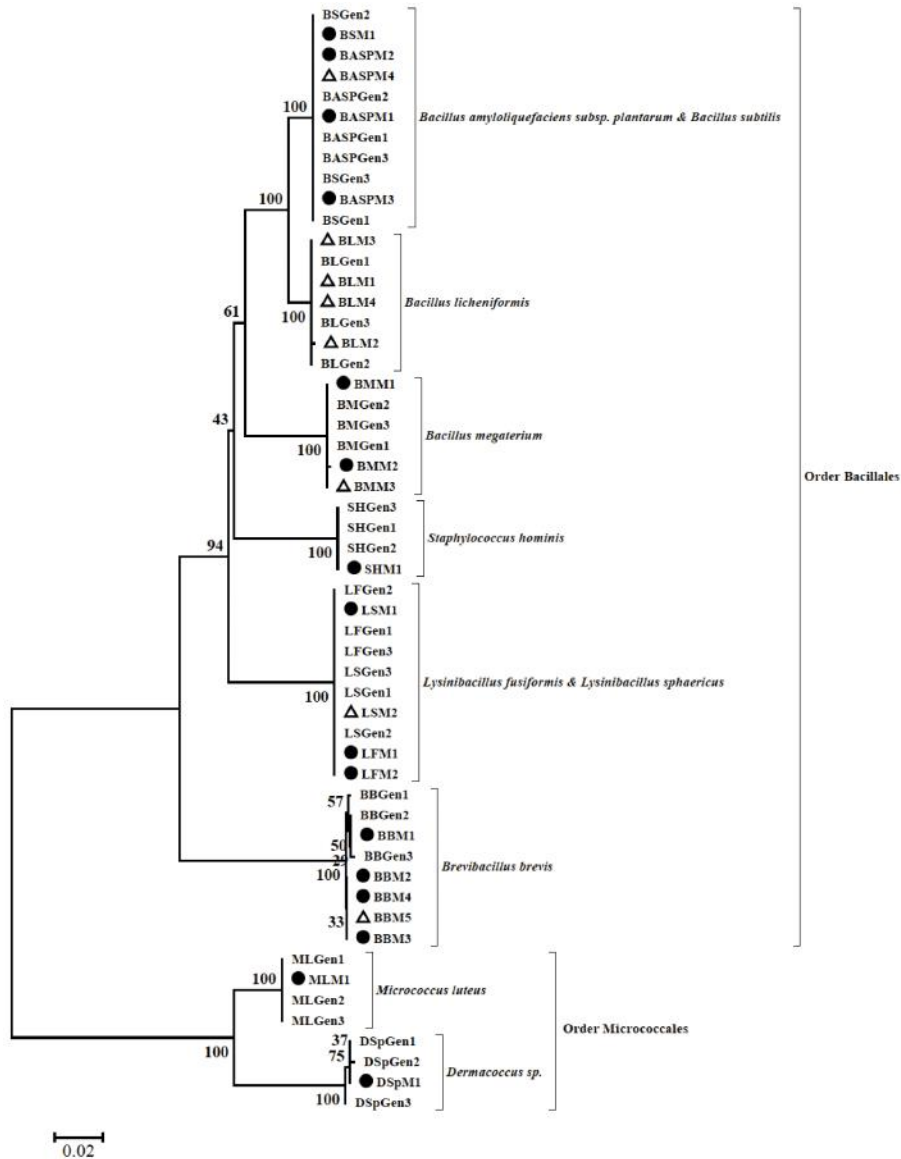 BSGen2
BSM1
BASPM2
BASPM4
BASPGen2
100
BASPM1
Bacillus amyloliquefaciens subsp. plantarum & Bacillus subtilis
BASPGen1
BASPGen3
BSGen3
100
BASPM3
BSGen1
BLM3
BLGen1
BLM1
BLM4
Bacillus licheniformis
100
BLGen3
61
BLM2
BLGen2
BMM1
BMGen2
43
BMGen3
Bacillus megaterium
BMGen1
100
BMM2
BMM3
Order Bacillales
SHGen3
SHGen1
Staphylococcus hominis
94
100
SHGen2
SHM1
LFGen2
LSM1
LFGen1
LFGen3
LSGen3
Lysinibacillus fusiformis & Lysinibacillus sphaericus
100
LSGen1
LSM2
LSGen2
LFM1
LFM2
57
BBGen1
BBGen2
BBM1
50
BBGen3
29
Brevibacillus brevis
100
BBM2
BBM4
33
BBM5
BBM3
MLGen1
100
MLM1
Micrococcus luteus
MLGen2
MLGen3
Order Micrococcales
37
DSpGen1
100
75
DSpGen2
Dermacoccus sp.
DSpM1
100
DSpGen3
0.02